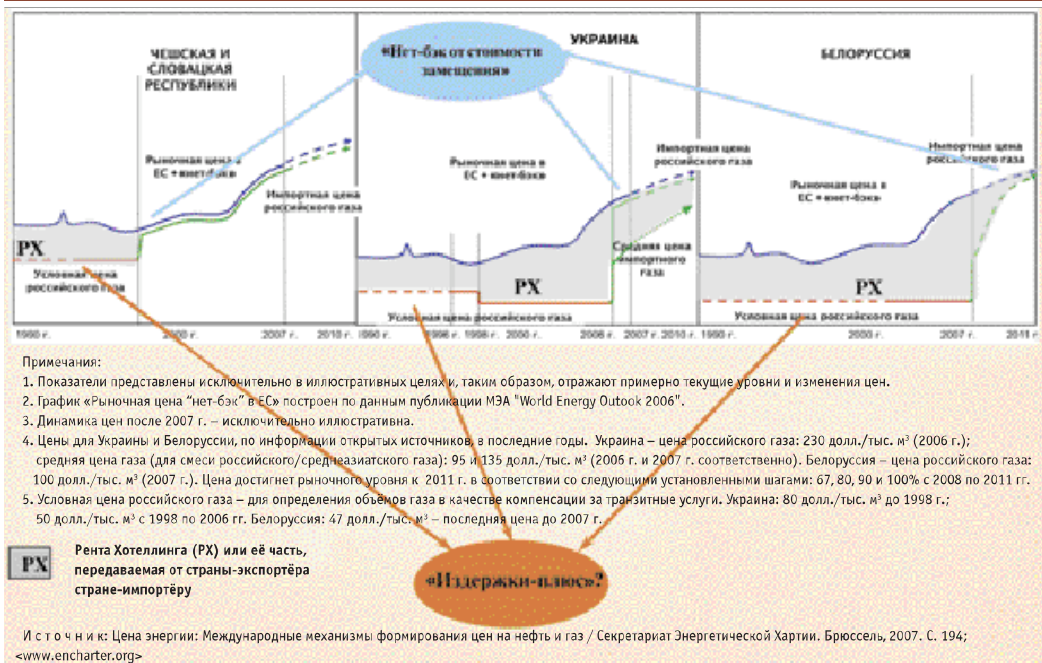 ЧЕШСКАЯ И
СЛОВАЦКАЯ
РЕСПУБЛИКИ
УКРАИНА
БЕЛОРУССИЯ
«Нет-бэк от стоимости
замещения»
Рыночная цена в
ЕС + «нет-бэк»
Импортная цена
российского газа
РХ
Условная цена
российского газа
Рыночная цена в
ЕС + «нет-бэк»
Импортная цена
российского газа
Средняя цена
импортного
газа
РХ
Условная цена российского газа
Рыночная цена в
ЕС + «нет-бэк»
Импортная цена
российского газа
РХ
Условная цена российского газа
1990 г. 2000 г. 2007 г. 2010 г. 1990 г. 1996 г. 1998 г. 2000 г. 2006 г. 2007 г. 2010 г. 1990 г. 2000 г. 2007 г. 2011 г.
Примечания:
1. Показатели представлены исключительно в иллюстративных целях и, таким образом, отражают примерно текущие уровни и изменения цен.
2. График «Рыночная цена “нет-бэк” в ЕС» построен по данным публикации МЭА "World Energy Outook 2006".
3. Динамика цен после 2007 г. – исключительно иллюстративна.
4. Цены для Украины и Белоруссии, по информации открытых источников, в последние годы. Украина – цена российского газа: 230 долл./тыс. м³ (2006 г.);
средняя цена газа (для смеси российского/среднеазиатского газа): 95 и 135 долл./тыс. м³ (2006 г. и 2007 г. соответственно). Белоруссия – цена российского газа:
100 долл./тыс. м³ (2007 г.). Цена достигнет рыночного уровня к 2011 г. в соответствии со следующими установленными шагами: 67, 80, 90 и 100% с 2008 по 2011 гг.
5. Условная цена российского газа – для определения объёмов газа в качестве компенсации за транзитные услуги. Украина: 80 долл./тыс. м³ до 1998 г.;
50 долл./тыс. м³ с 1998 по 2006 гг. Белоруссия: 47 долл./тыс. м³ – последняя цена до 2007 г.
РХ
Рента Хотеллинга (РХ) или её часть,
передаваемая от страны-экспортёра
стране-импортёру
«Издержки-плюс»?
Источник: Цена энергии: Международные механизмы формирования цен на нефть и газ / Секретариат Энергетической Хартии. Брюссель, 2007. С. 194;
<www.encharter.org>